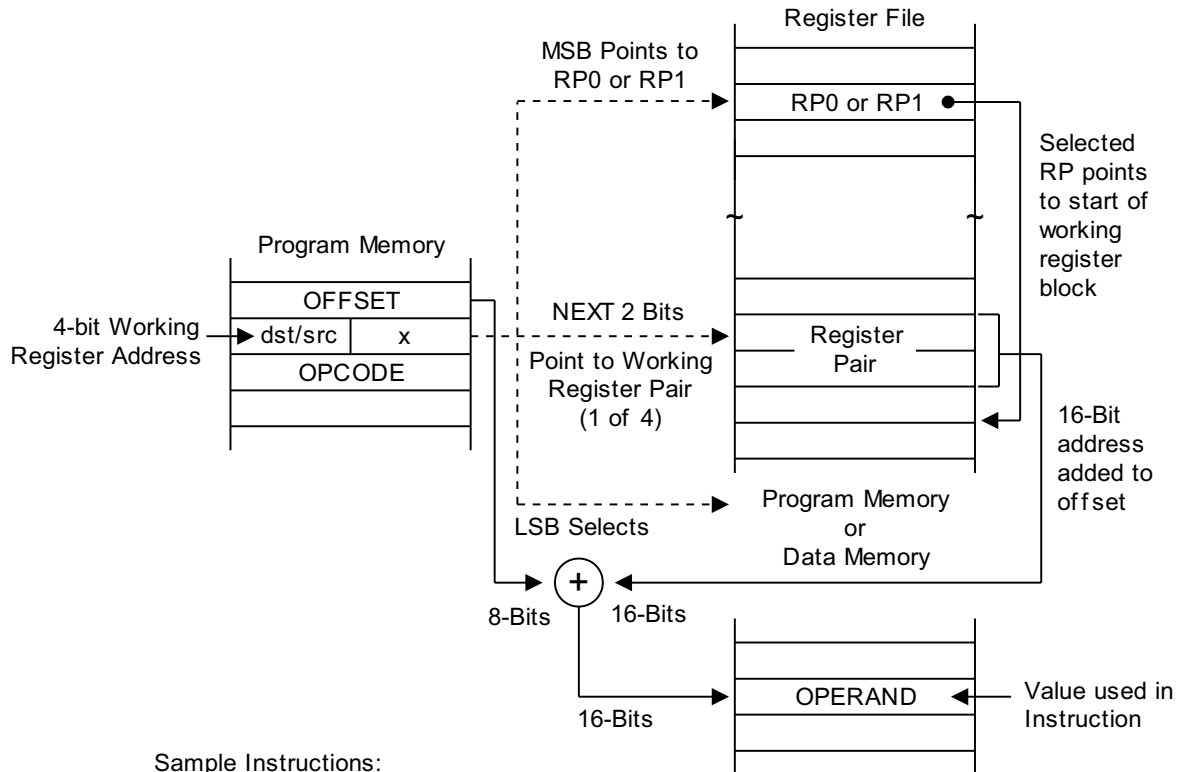 Register File
MSB Points to
RP0 or RP1
RP0 or RP1
Selected
RP points
to start of
working
register
block
Program Memory
OFFSET
4-bit Working
Register Address
dst/src
x
OPCODE
NEXT 2 Bits
Point to Working
Register Pair
(1 of 4)
Register
Pair
16-Bit
address
added to
offset
LSB Selects
Program Memory
or
Data Memory
+
8-Bits
16-Bits
16-Bits
OPERAND
Value used in
Instruction
Sample Instructions: